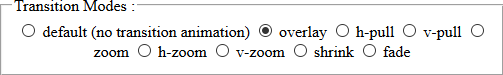 Transition Modes :
default (no transition animation) overlay h-pull v-pull
zoom h-zoom v-zoom shrink fade